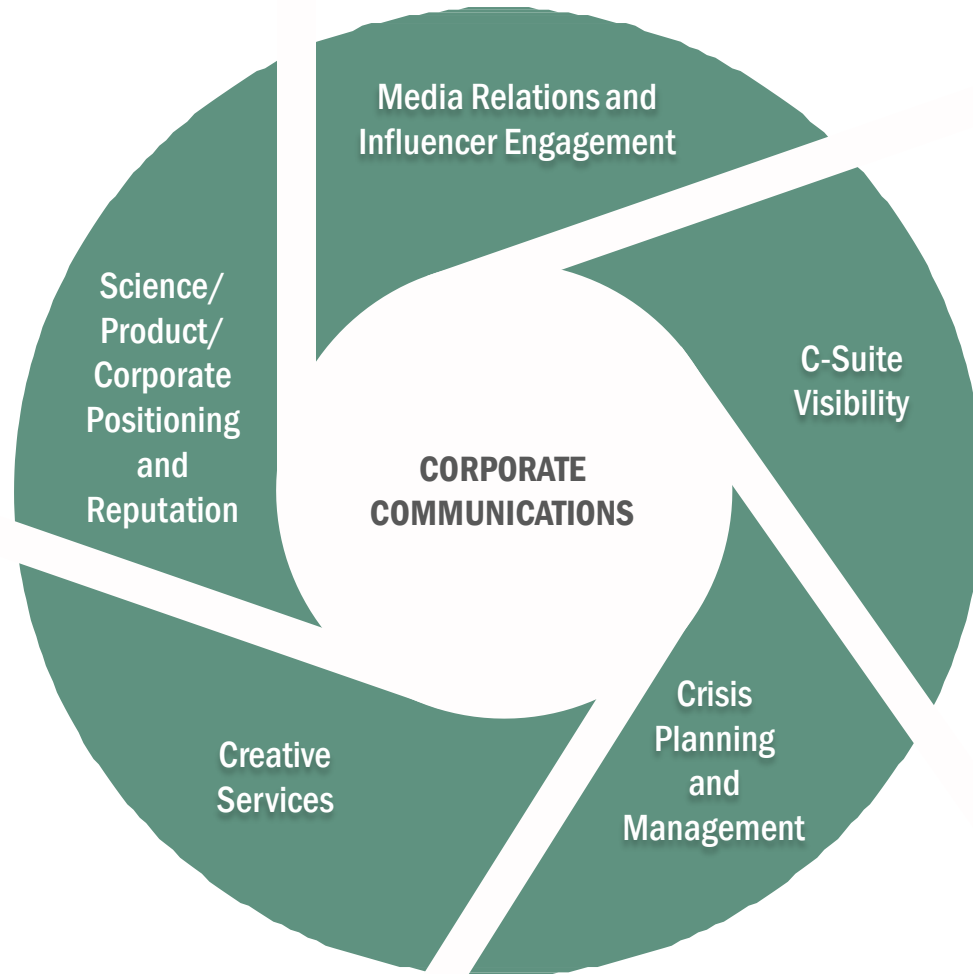 Media Relations and
Influencer Engagement
C-Suite
Visibility
Crisis
Planning
and
Management
Creative
Services
Science/
Product/
Corporate
Positioning
and
Reputation
CORPORATE
COMMUNICATIONS